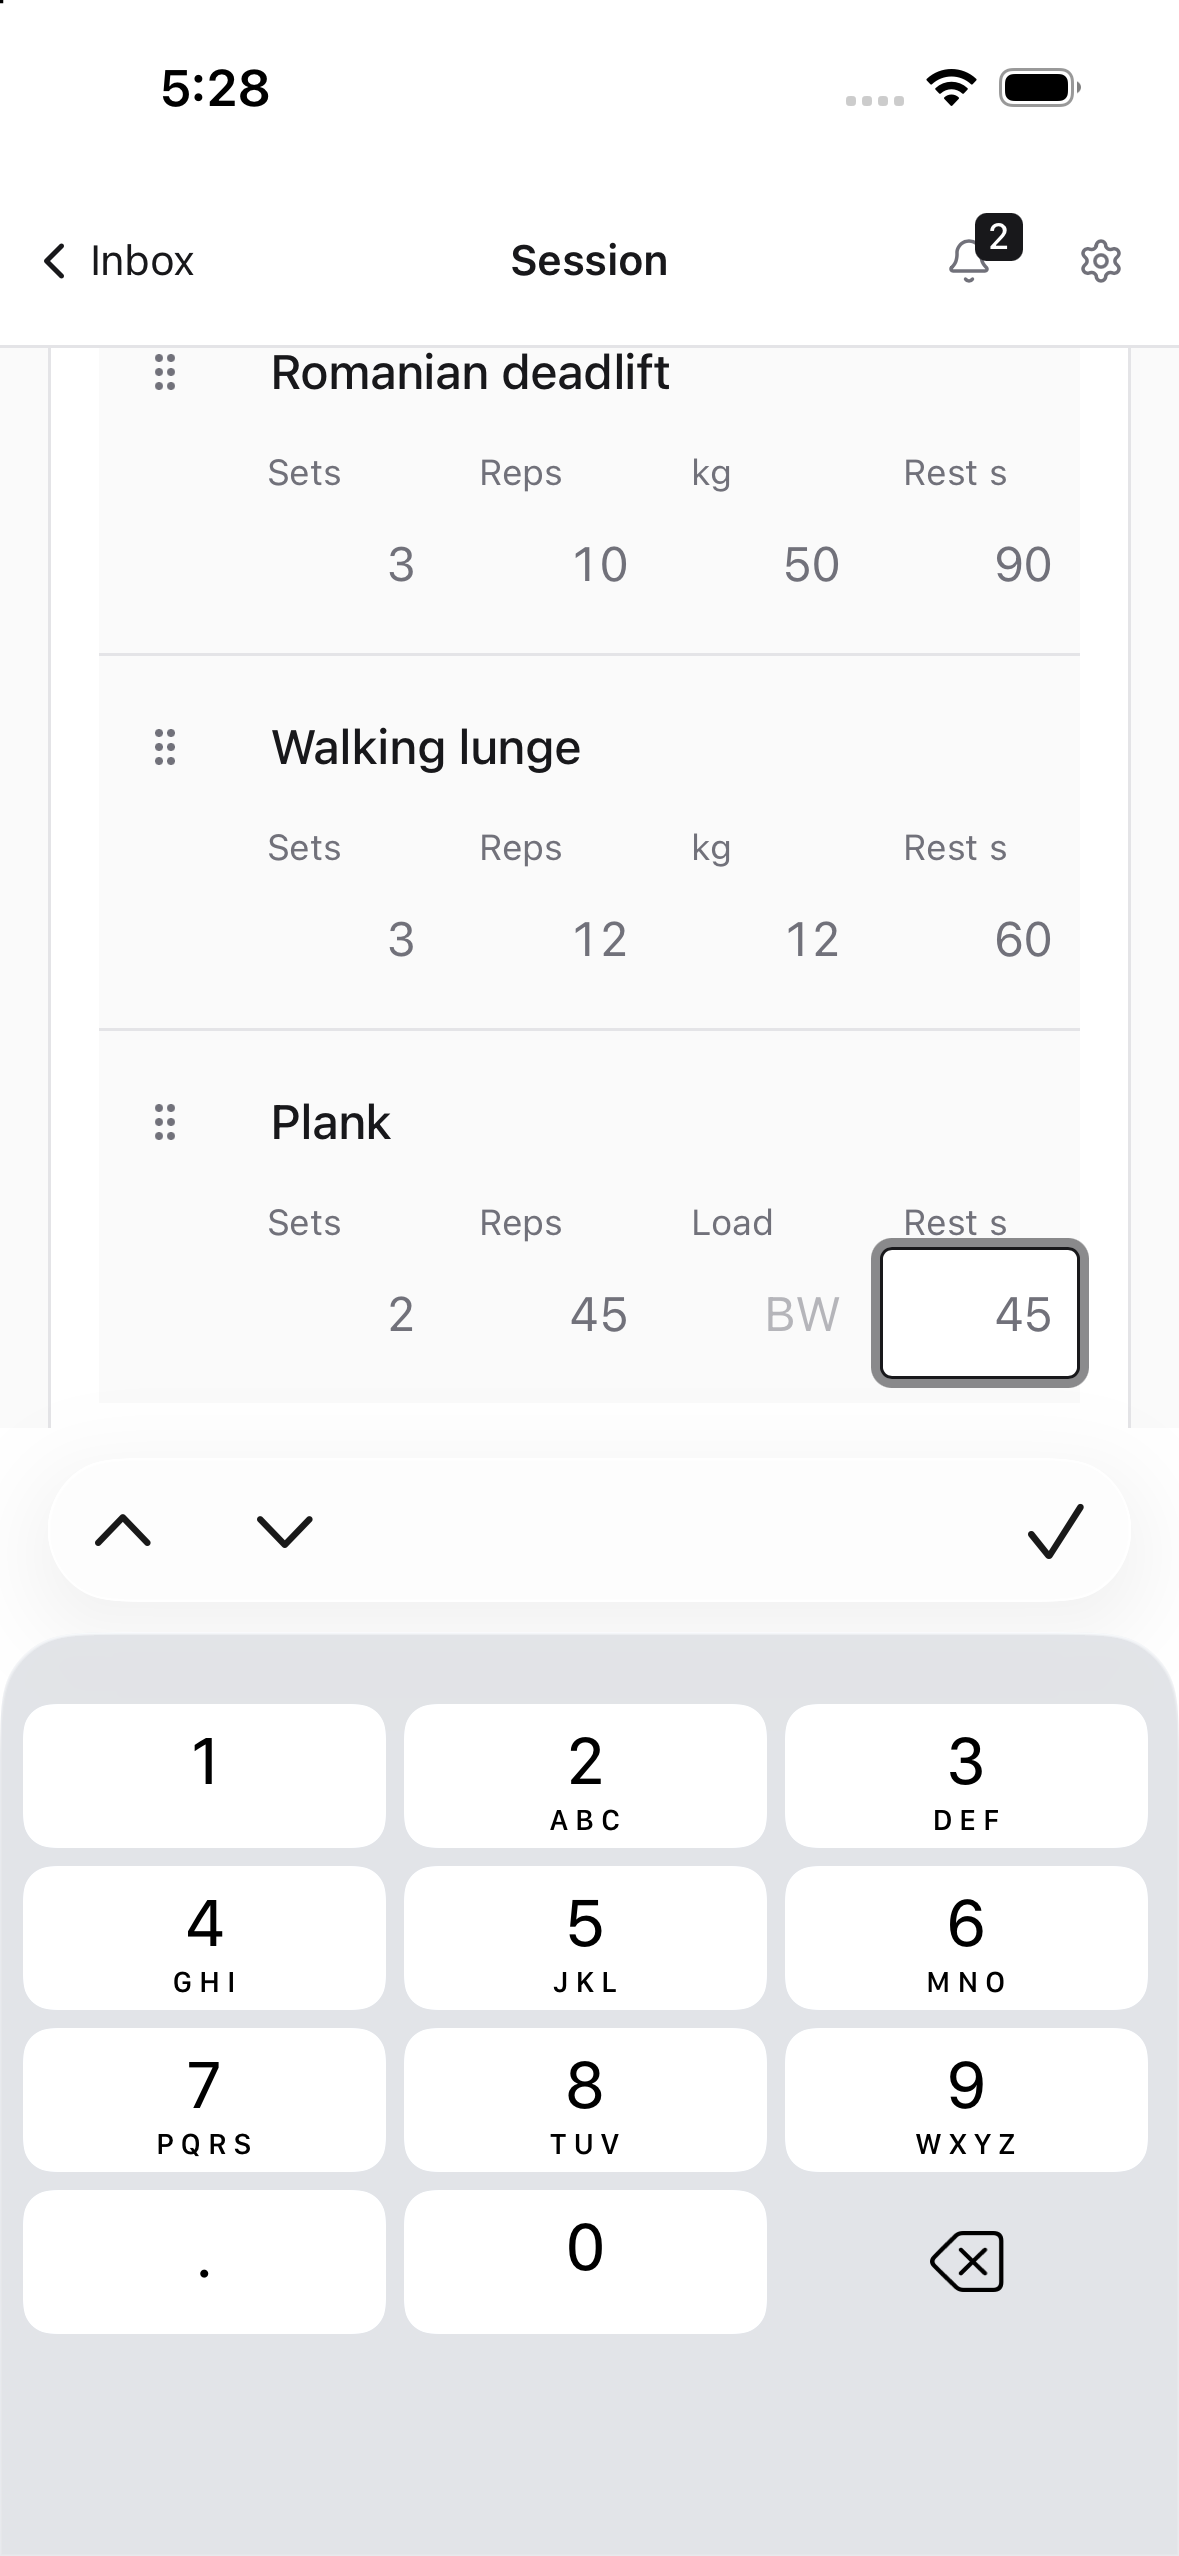 5:28
Inbox
Session
2
Romanian deadlift
Sets Reps kg Rest s
3 10 50 90
Walking lunge
Sets Reps kg Rest s
3 12 12 60
Plank
Sets Reps Load Rest s
2 45 BW 45
1 2 3
ABC DEF
4 5 6
GHI JKL MNO
7 8 9
PQRS TUV WXYZ
. 0